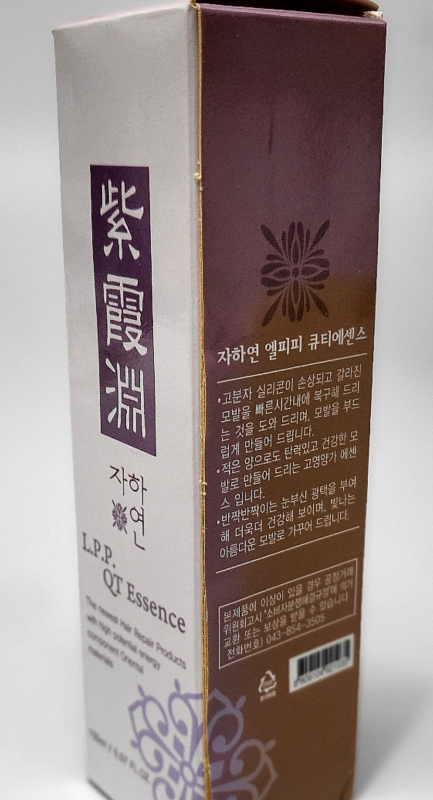 紫霞淵
자하연
L.P.P.
QT Essence
The newest Hair Repair Products
with high potential energy
component Oriental
materials
자하연 엘피피 큐티에센스
•고분자 실리콘이 손상되고 갈라진
모발을 빠른시간내에 복구해 드리
는 것을 도와 드리며, 모발을 부드
럽게 만들어 드립니다.
•적은 양으로도 탄력있고 건강한 모
발로 만들어 드리는 고영양가 에센
스 입니다.
•반짝반짝이는 눈부신 광택을 부여
해 더욱더 건강해 보이며, 빛나는
아름다운 모발로 가꾸어 드립니다.
본제품에 이상이 있을 경우 공정거래
위원회고시 '소비자분쟁해결규정'에 의거
교환 또는 보상을 받을 수 있습니다
전화번호) 043-854-3505